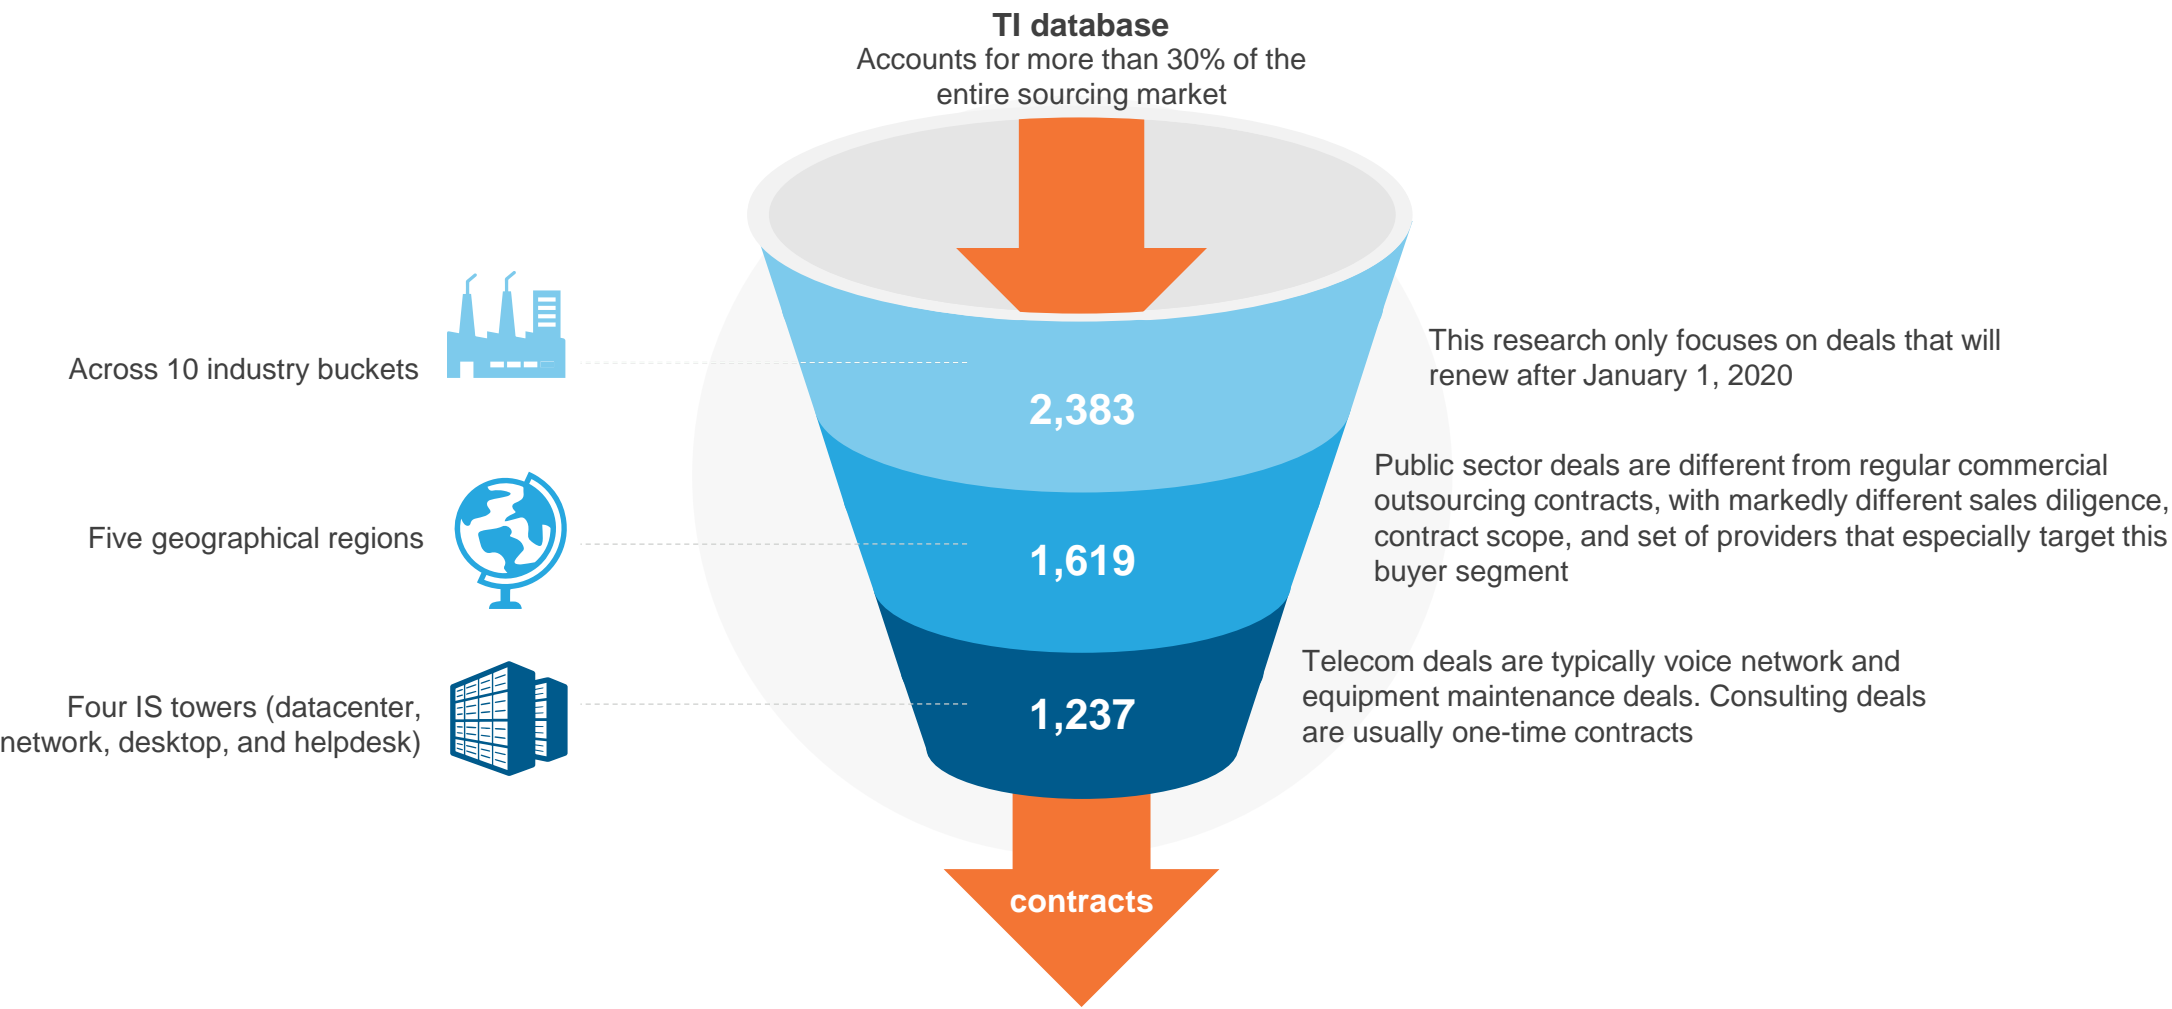 TI database
Accounts for more than 30% of the
entire sourcing market
Across 10 industry buckets
2,383
This research only focuses on deals that will
renew after January 1, 2020
Five geographical regions
1,619
Public sector deals are different from regular commercial
outsourcing contracts, with markedly different sales diligence,
contract scope, and set of providers that especially target this
buyer segment
Four IS towers (datacenter,
network, desktop, and helpdesk)
1,237
Telecom deals are typically voice network and
equipment maintenance deals. Consulting deals
are usually one-time contracts
contracts